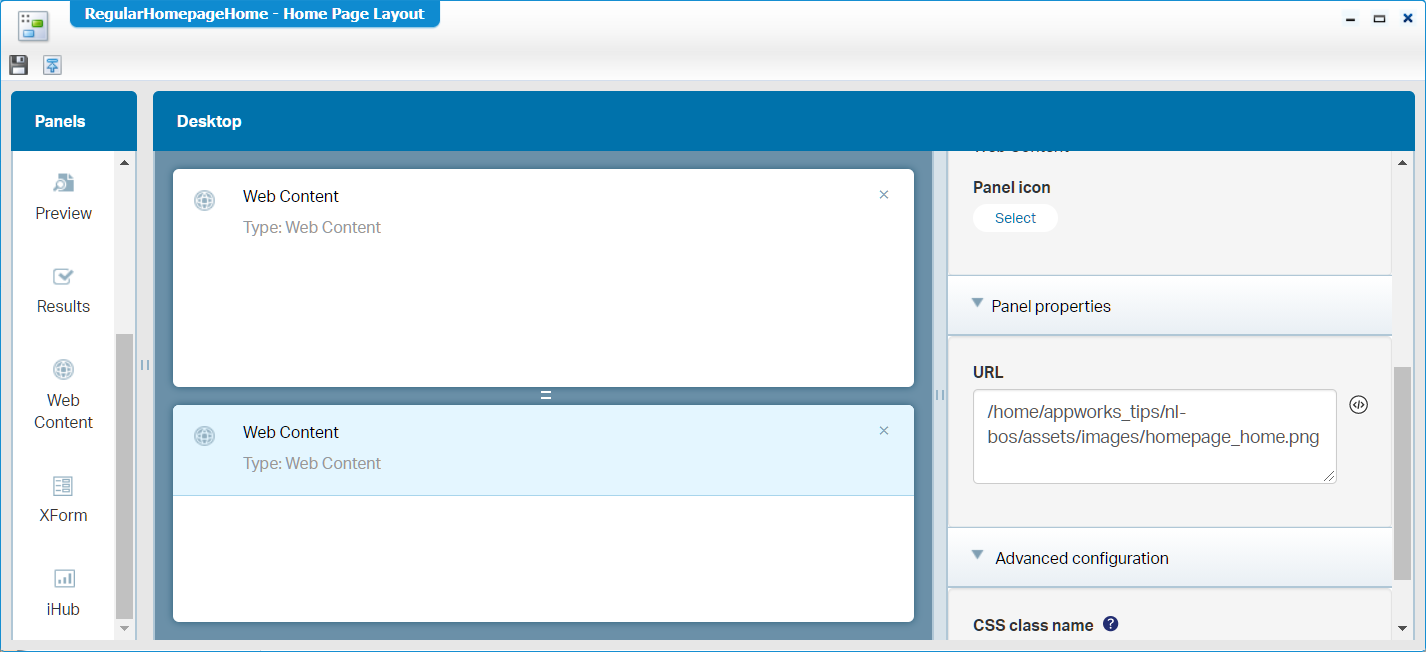 RegularHomepageHome - Home Page Layout
Panels
Desktop
Preview
Results
Web
Content
XForm
iHub
Web Content
Type: Web Content
Web Content
Type: Web Content
Web Content
Panel icon
Select
Panel properties
URL
/home/appworks_tips/nl-
bos/assets/images/homepage_home.png
Advanced configuration
CSS class name